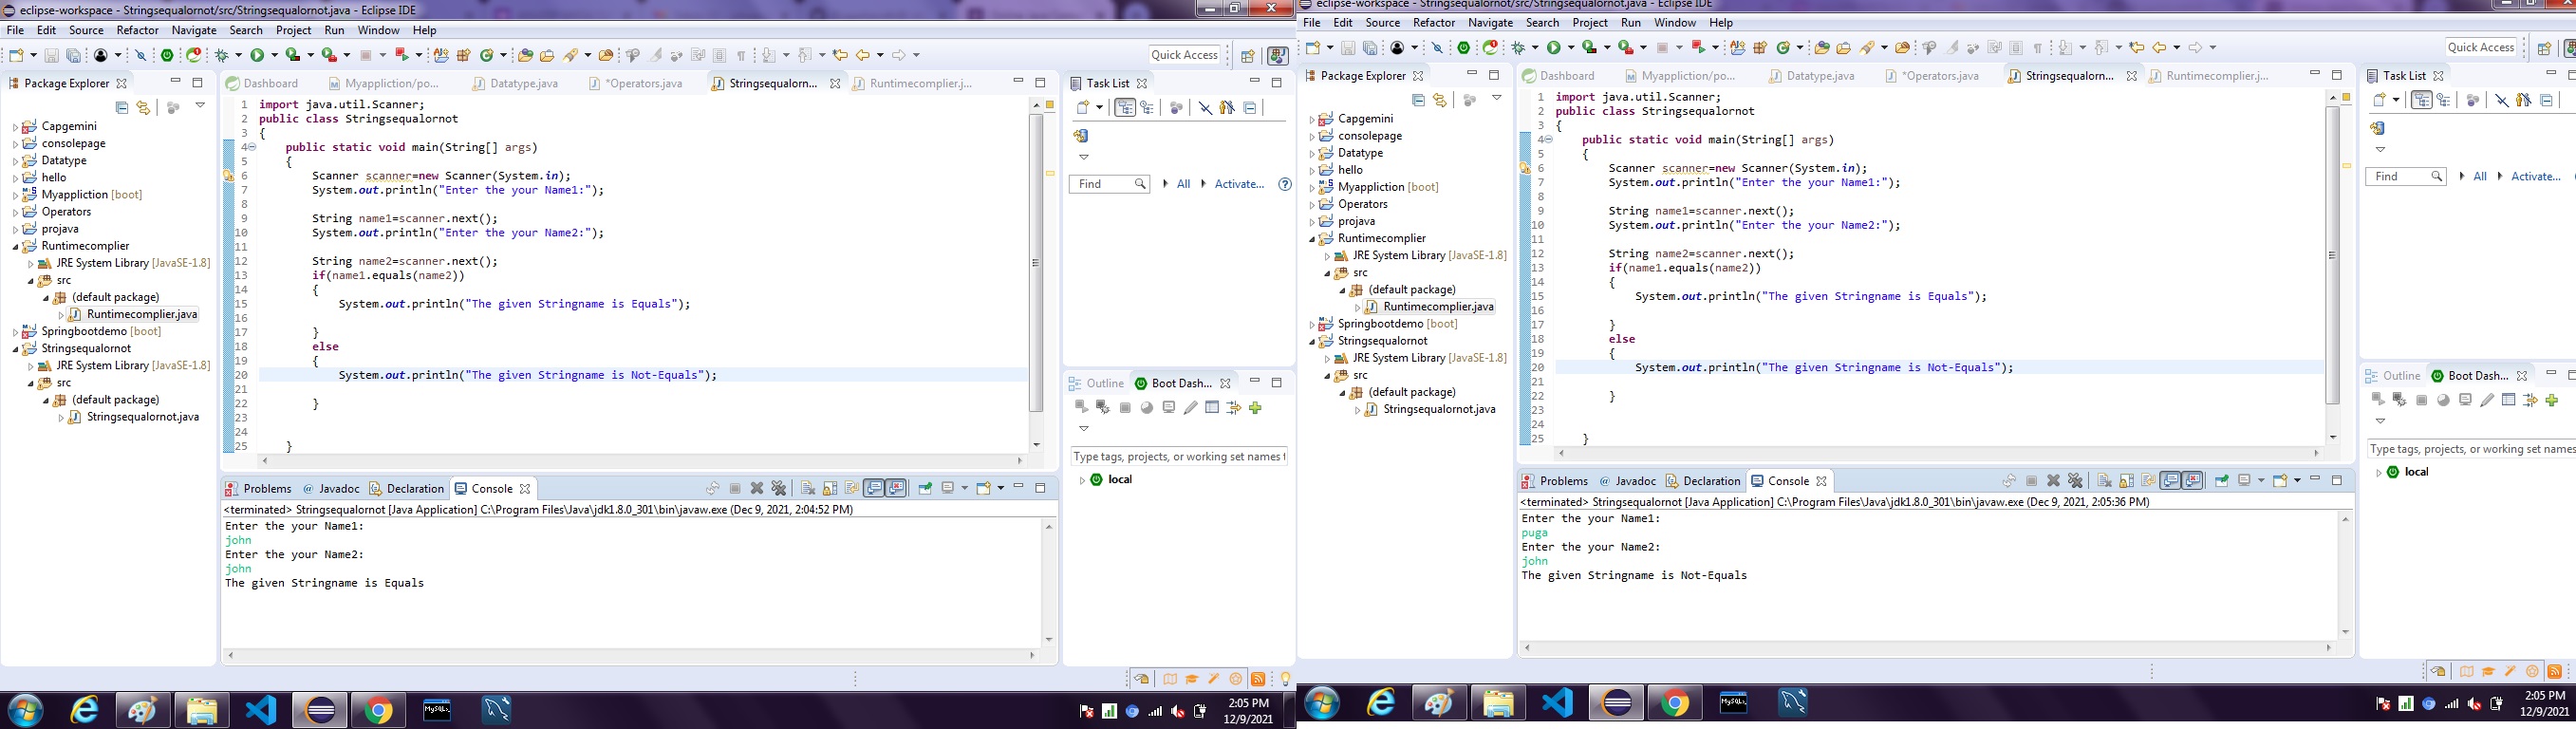 eclipse-workspace - Stringsequalornot/src/Stringsequalornot.java - Eclipse IDE
File Edit Source Refactor Navigate Search Project Run Window Help
Quick Access
Package Explorer
Capgemini
consolepage
Datatype
hello
Myappliction [boot]
Operators
projava
Runtimecomplier
JRE System Library [JavaSE-1.8]
src
(default package)
Runtimecomplier.java
Springbootdemo [boot]
Stringsequalornot
JRE System Library [JavaSE-1.8]
src
(default package)
Stringsequalornot.java
Dashboard Myappliction/po... Datatype.java *Operators.java Stringsequalorn... Runtimecomplier.j...
1 import java.util.Scanner;
2 public class Stringsequalornot
3 {
4 public static void main(String[] args)
5 {
6 Scanner scanner=new Scanner(System.in);
7 System.out.println("Enter the your Name1:");
8
9 String name1=scanner.next();
10 System.out.println("Enter the your Name2:");
11
12 String name2=scanner.next();
13 if(name1.equals(name2))
14 {
15 System.out.println("The given Stringname is Equals");
16
17 }
18 else
19 {
20 System.out.println("The given Stringname is Not-Equals");
21
22 }
23
24
25 }
Task List
Find All Activate...
Outline Boot Dash...
Type tags, projects, or working set names
local
Problems @ Javadoc Declaration Console
<terminated> Stringsequalornot [Java Application] C:\Program Files\Java\jdk1.8.0_301\bin\javaw.exe (Dec 9, 2021, 2:04:52 PM)
Enter the your Name1:
john
Enter the your Name2:
john
The given Stringname is Equals
MySQL
2:05 PM
12/9/2021
eclipse-workspace - Stringsequalornot/src/Stringsequalornot.java - Eclipse IDE
File Edit Source Refactor Navigate Search Project Run Window Help
Quick Access
Package Explorer
Capgemini
consolepage
Datatype
hello
Myappliction [boot]
Operators
projava
Runtimecomplier
JRE System Library [JavaSE-1.8]
src
(default package)
Runtimecomplier.java
Springbootdemo [boot]
Stringsequalornot
JRE System Library [JavaSE-1.8]
src
(default package)
Stringsequalornot.java
Dashboard Myappliction/po... Datatype.java *Operators.java Stringsequalorn... Runtimecomplier.j...
1 import java.util.Scanner;
2 public class Stringsequalornot
3 {
4 public static void main(String[] args)
5 {
6 Scanner scanner=new Scanner(System.in);
7 System.out.println("Enter the your Name1:");
8
9 String name1=scanner.next();
10 System.out.println("Enter the your Name2:");
11
12 String name2=scanner.next();
13 if(name1.equals(name2))
14 {
15 System.out.println("The given Stringname is Equals");
16
17 }
18 else
19 {
20 System.out.println("The given Stringname is Not-Equals");
21
22 }
23
24
25 }
Task List
Find All Activate...
Outline Boot Dash...
Type tags, projects, or working set names
local
Problems @ Javadoc Declaration Console
<terminated> Stringsequalornot [Java Application] C:\Program Files\Java\jdk1.8.0_301\bin\javaw.exe (Dec 9, 2021, 2:05:36 PM)
Enter the your Name1:
puga
Enter the your Name2:
john
The given Stringname is Not-Equals
MySQL
2:05 PM
12/9/2021